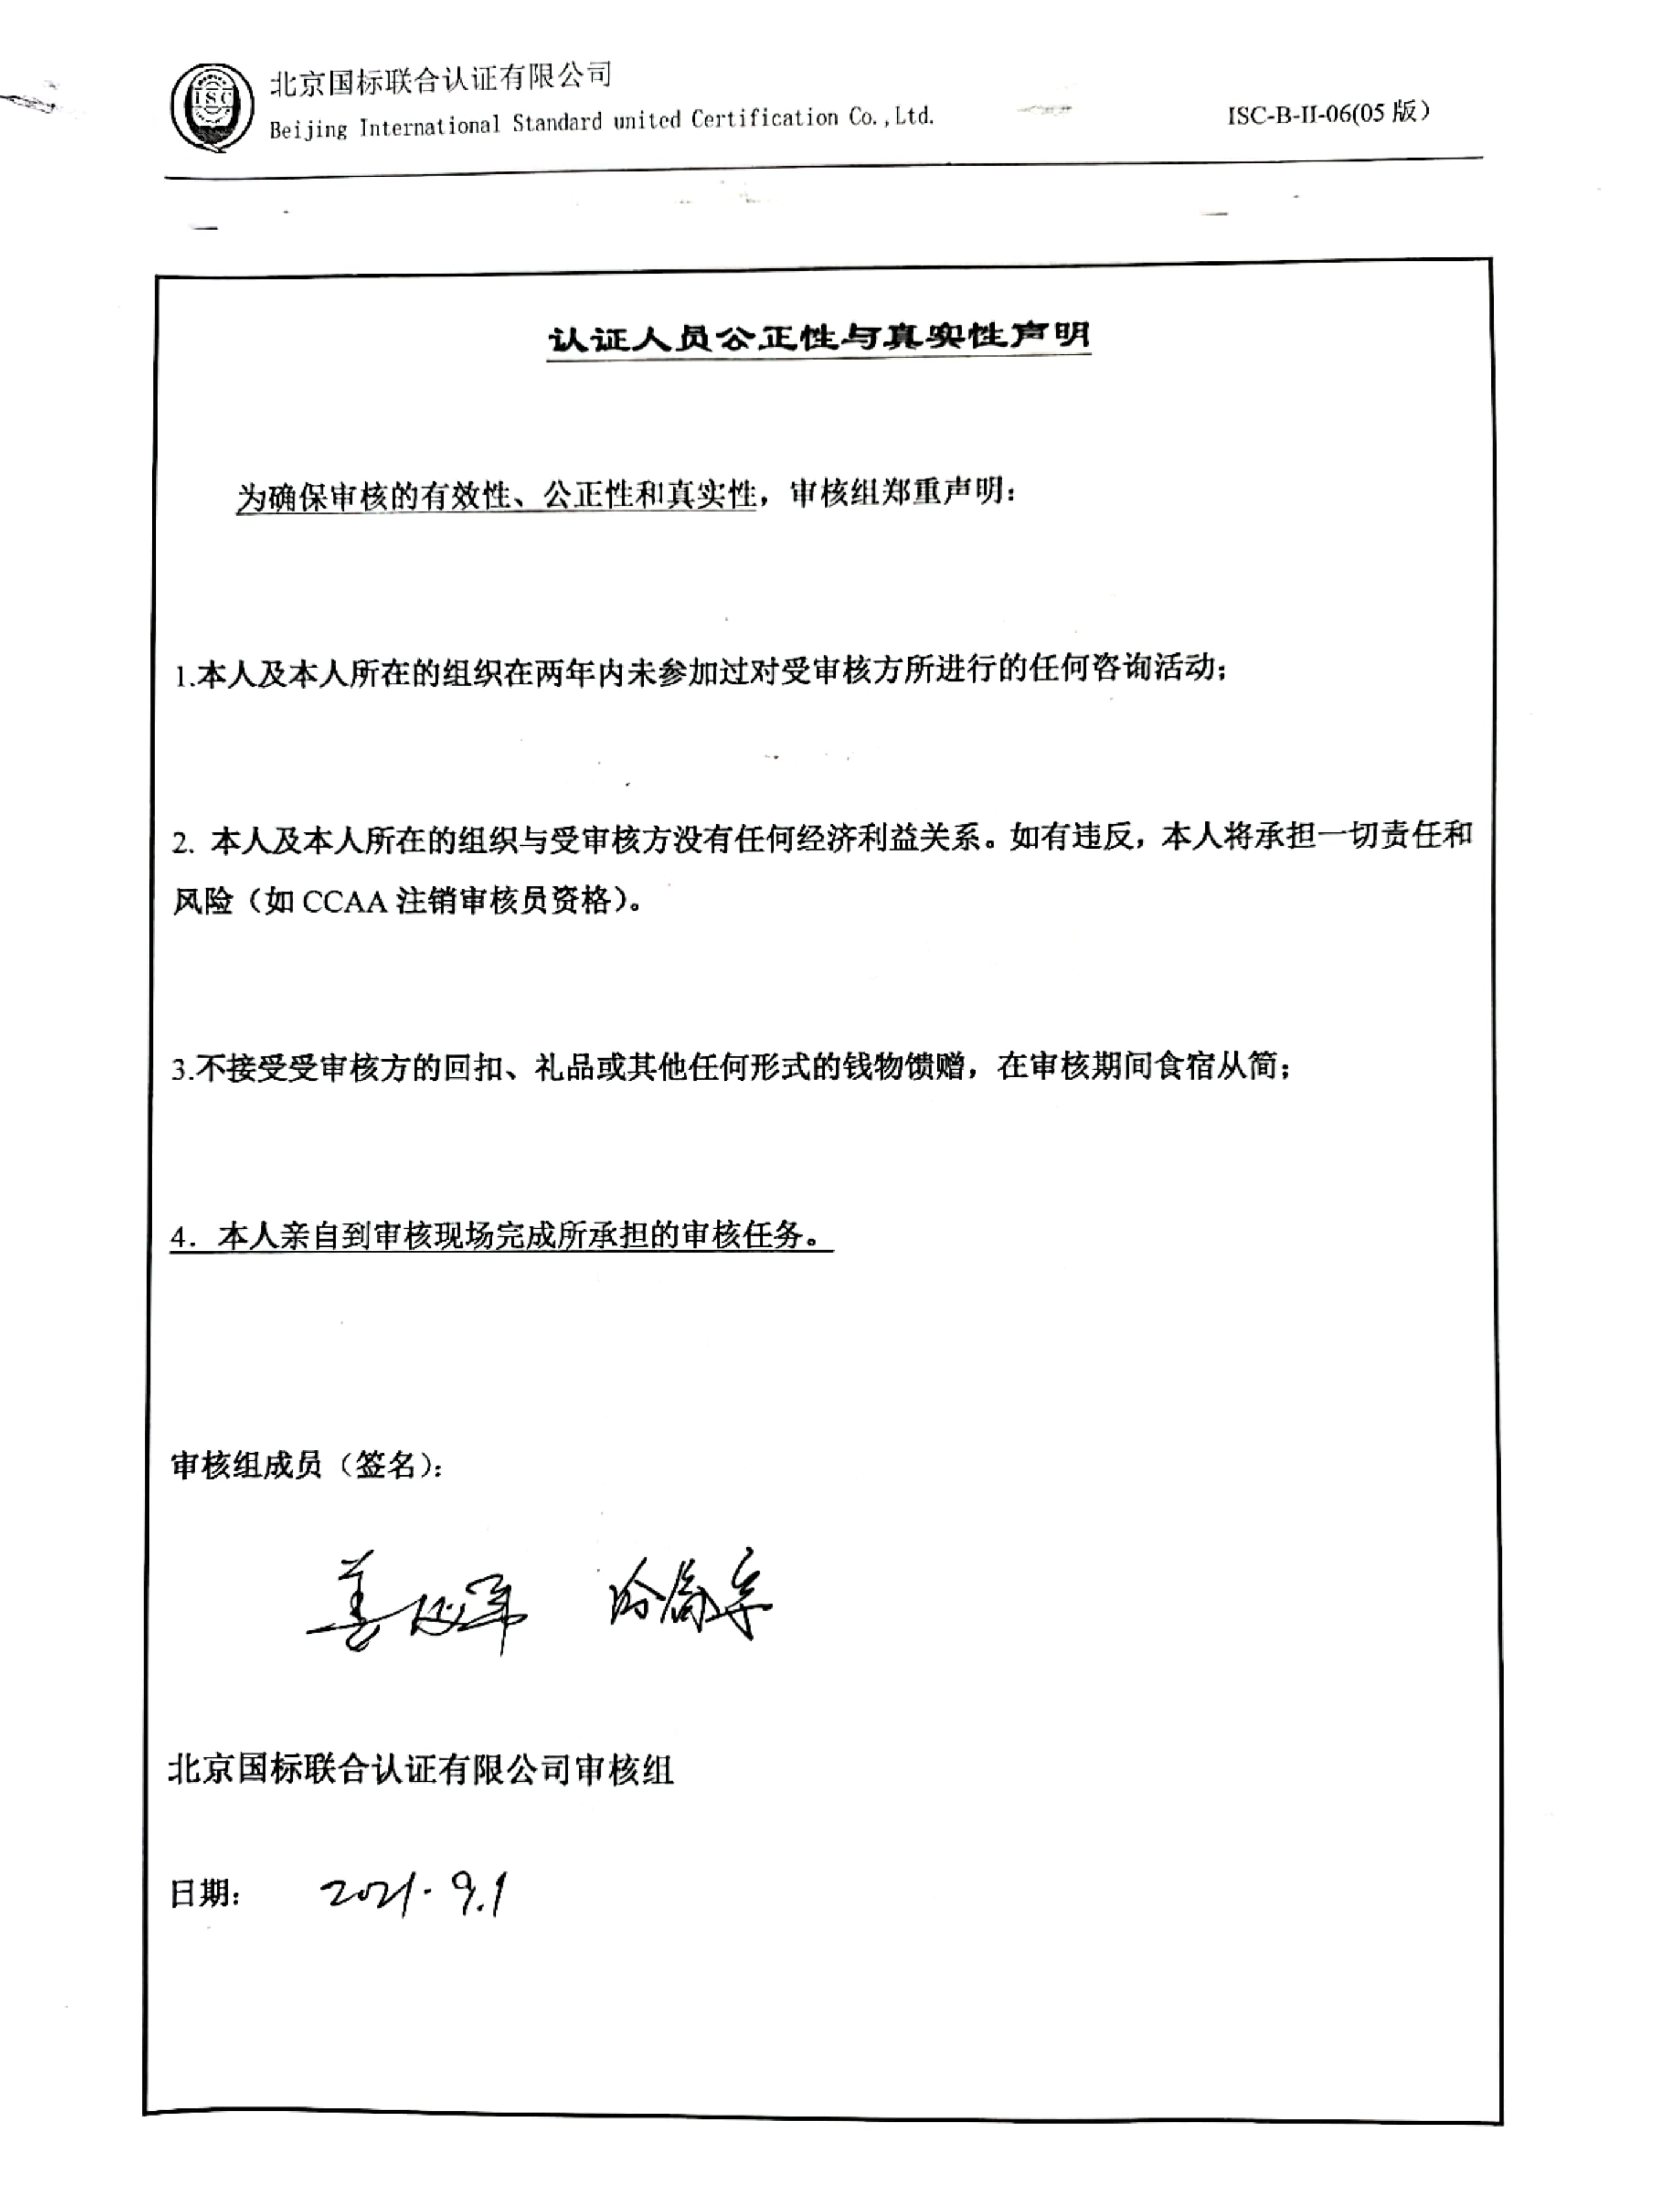 ISC
北京国标联合认证有限公司
Beijing International Standard united Certification Co.,Ltd.
ISC-B-II-06(05 版)
认证人员公正性与真实性声明
为确保审核的有效性、公正性和真实性，审核组郑重声明：
1.本人及本人所在的组织在两年内未参加过对受审核方所进行的任何咨询活动；
2. 本人及本人所在的组织与受审核方没有任何经济利益关系。如有违反，本人将承担一切责任和
风险（如 CCAA 注销审核员资格）。
3.不接受受审核方的回扣、礼品或其他任何形式的钱物馈赠，在审核期间食宿从简；
4．本人亲自到审核现场完成所承担的审核任务。
审核组成员（签名）：
北京国标联合认证有限公司审核组
日期： 2021.9.1